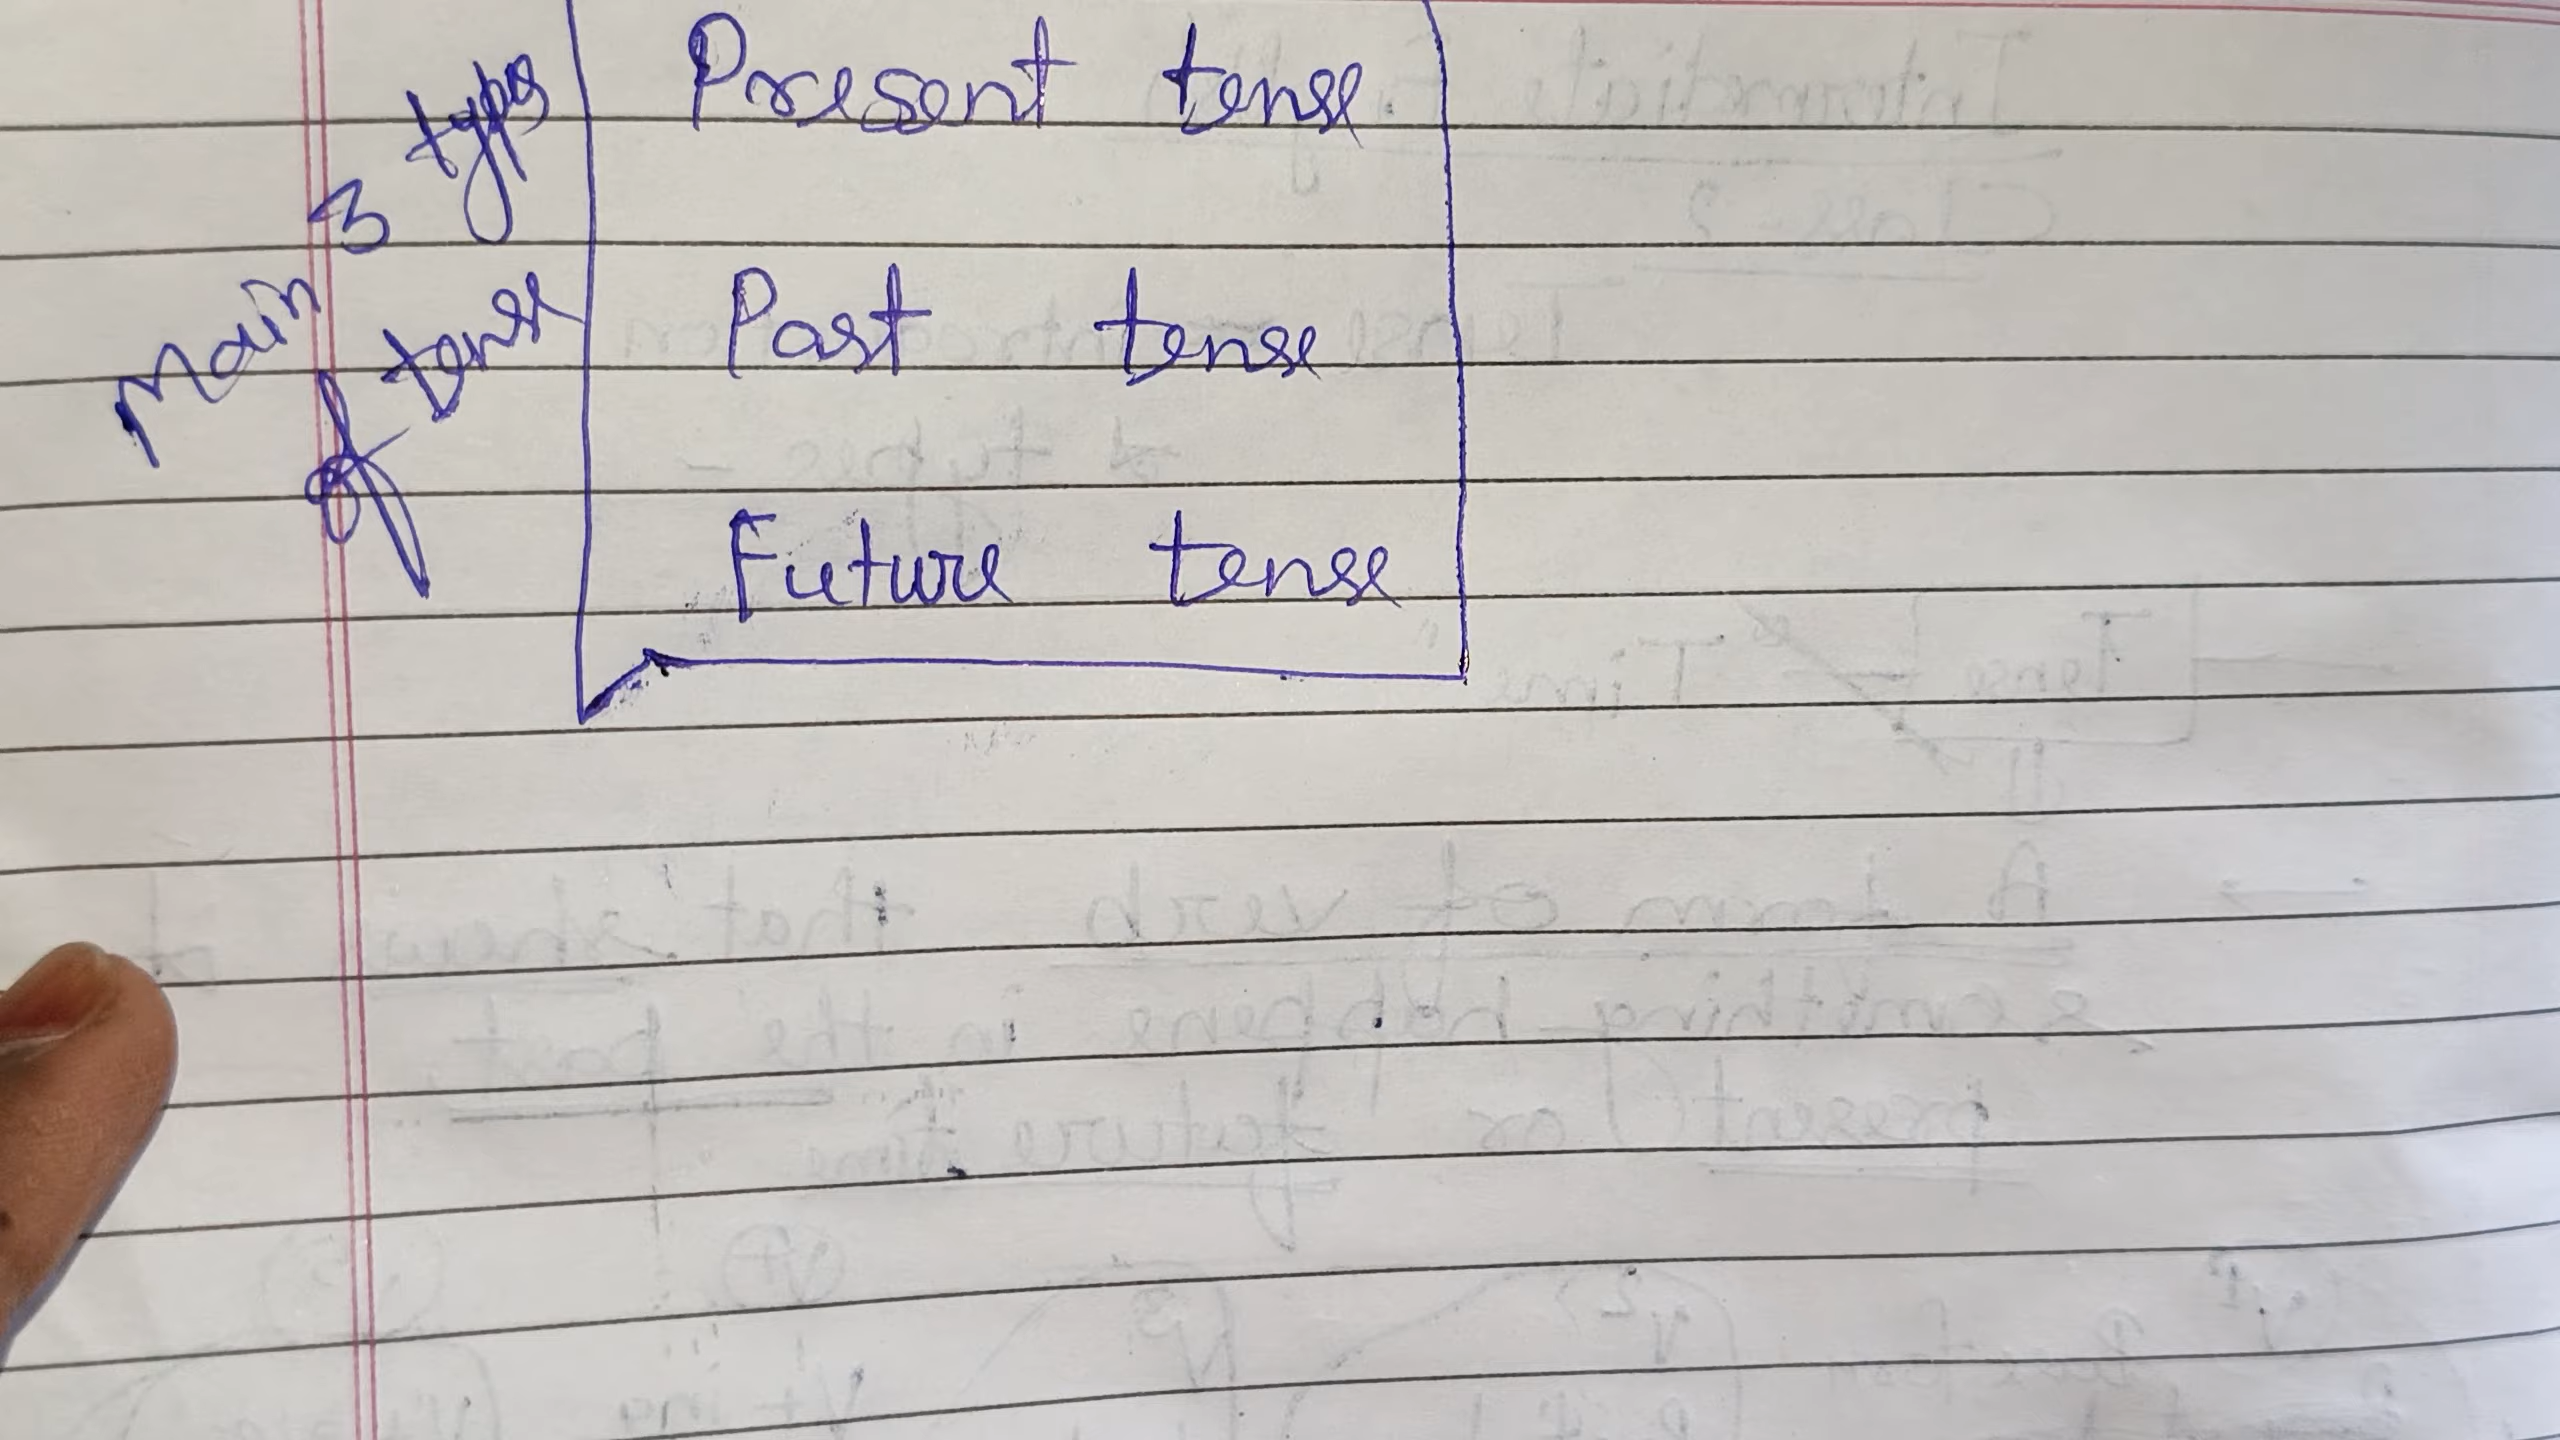 Main 3 types
of tense
Present tense
Past tense
Future tense